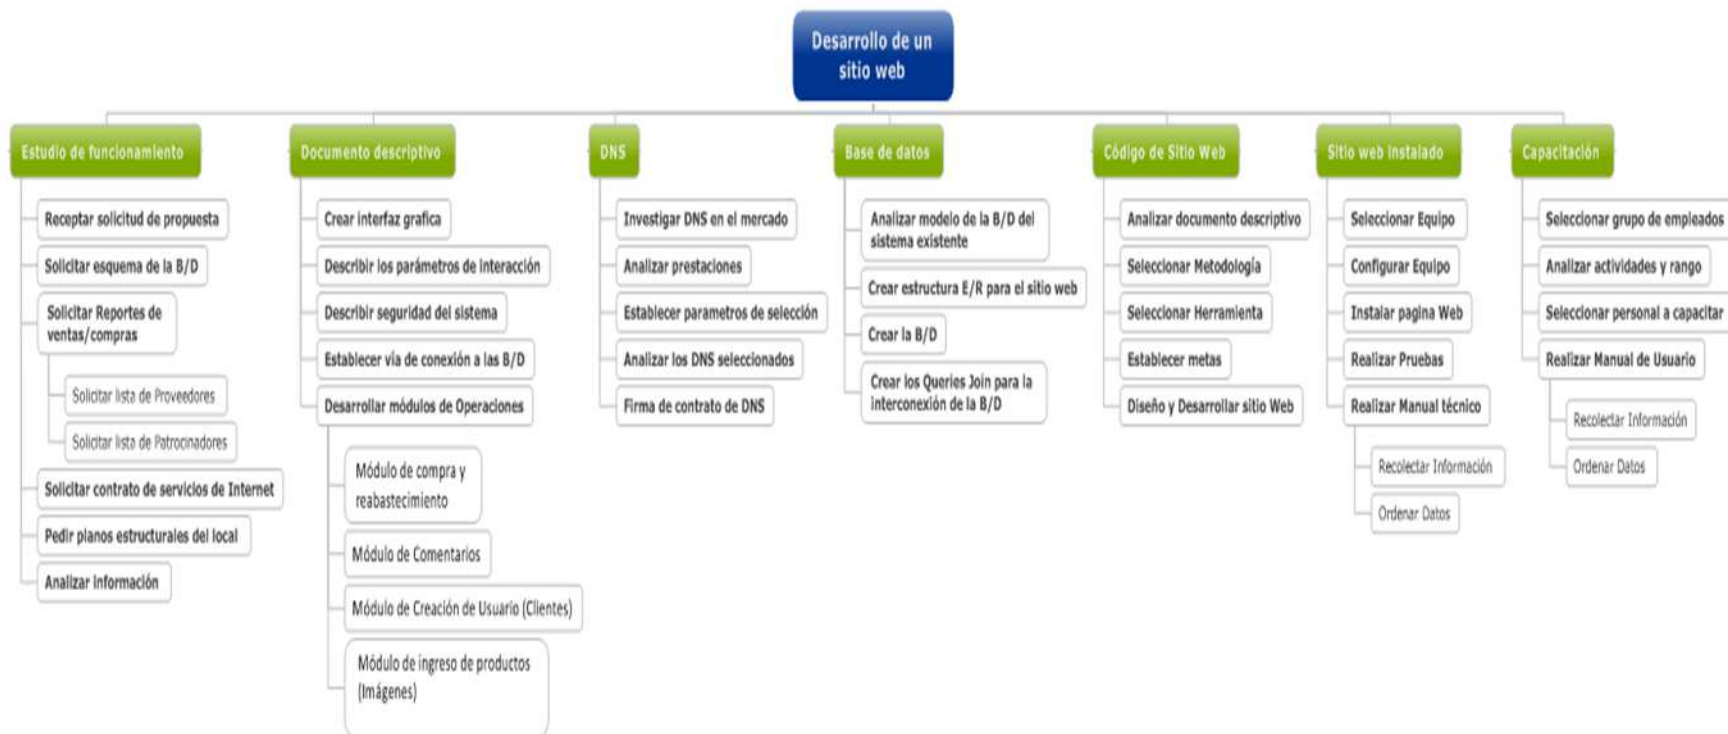 Desarrollo de un
sitio web
Estudio de funcionamiento
Receptar solicitud de propuesta
Solicitar esquema de la B/D
Solicitar Reportes de
ventas/compras
Solicitar lista de Proveedores
Solicitar lista de Patrocinadores
Solicitar contrato de servicios de Internet
Pedir planos estructurales del local
Analizar información
Documento descriptivo
Crear interfaz grafica
Describir los parámetros de interacción
Describir seguridad del sistema
Establecer vía de conexión a las B/D
Desarrollar módulos de Operaciones
Módulo de compra y
reabastecimiento
Módulo de Comentarios
Módulo de Creación de Usuario (Clientes)
Módulo de ingreso de productos
(Imágenes)
DNS
Investigar DNS en el mercado
Analizar prestaciones
Establecer parametros de selección
Analizar los DNS seleccionados
Firma de contrato de DNS
Base de datos
Analizar modelo de la B/D del
sistema existente
Crear estructura E/R para el sitio web
Crear la B/D
Crear los Queries Join para la
interconexión de la B/D
Código de Sitio Web
Analizar documento descriptivo
Seleccionar Metodología
Seleccionar Herramienta
Establecer metas
Diseño y Desarrollar sitio Web
Sitio web instalado
Seleccionar Equipo
Configurar Equipo
Instalar pagina Web
Realizar Pruebas
Realizar Manual técnico
Recolectar Información
Ordenar Datos
Capacitación
Seleccionar grupo de empleados
Analizar actividades y rango
Seleccionar personal a capacitar
Realizar Manual de Usuario
Recolectar Información
Ordenar Datos